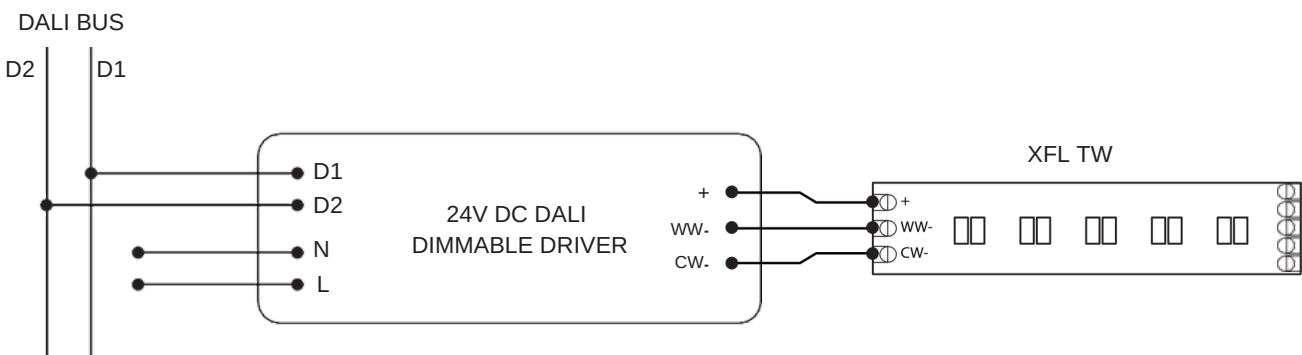 DALI BUS
D2
D1
XFL TW
D1
D2
N
L
24V DC DALI
DIMMABLE DRIVER
+
WW-
CW-
+
WW-
CW-